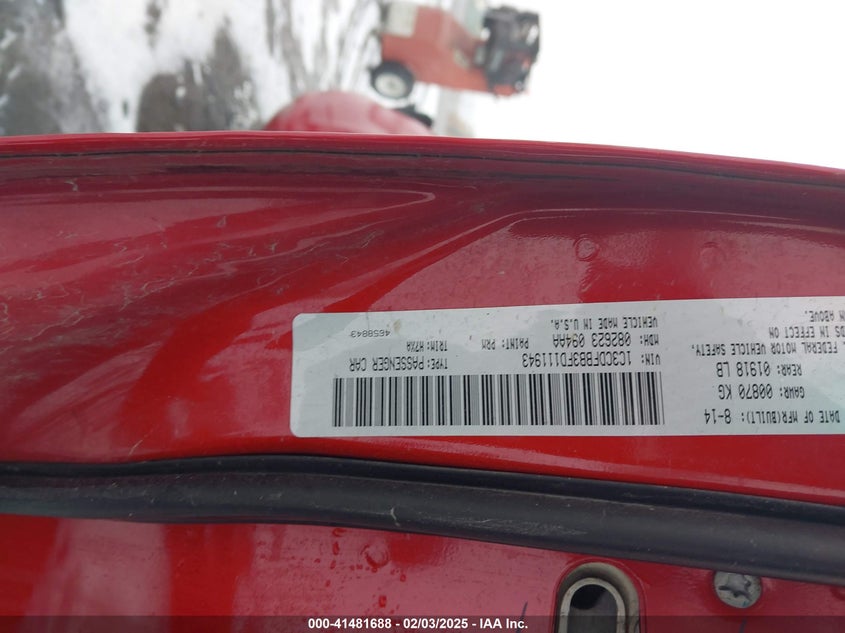 DATE OF MFR(BUILT): 8-14
GAWR: 00870 KG
REAR: 01918 LB
FEDERAL MOTOR VEHICLE SAFETY,
IN EFFECT ON
ABOVE.
VIN: 1C3CDFBB3FD111943 TYPE: PASSENGER CAR
MDH: 082623 094AA PAINT: PRM TRIM: H7XA
VEHICLE MADE IN U.S.A. 4658843
000-41481688 - 02/03/2025 - IAA Inc.